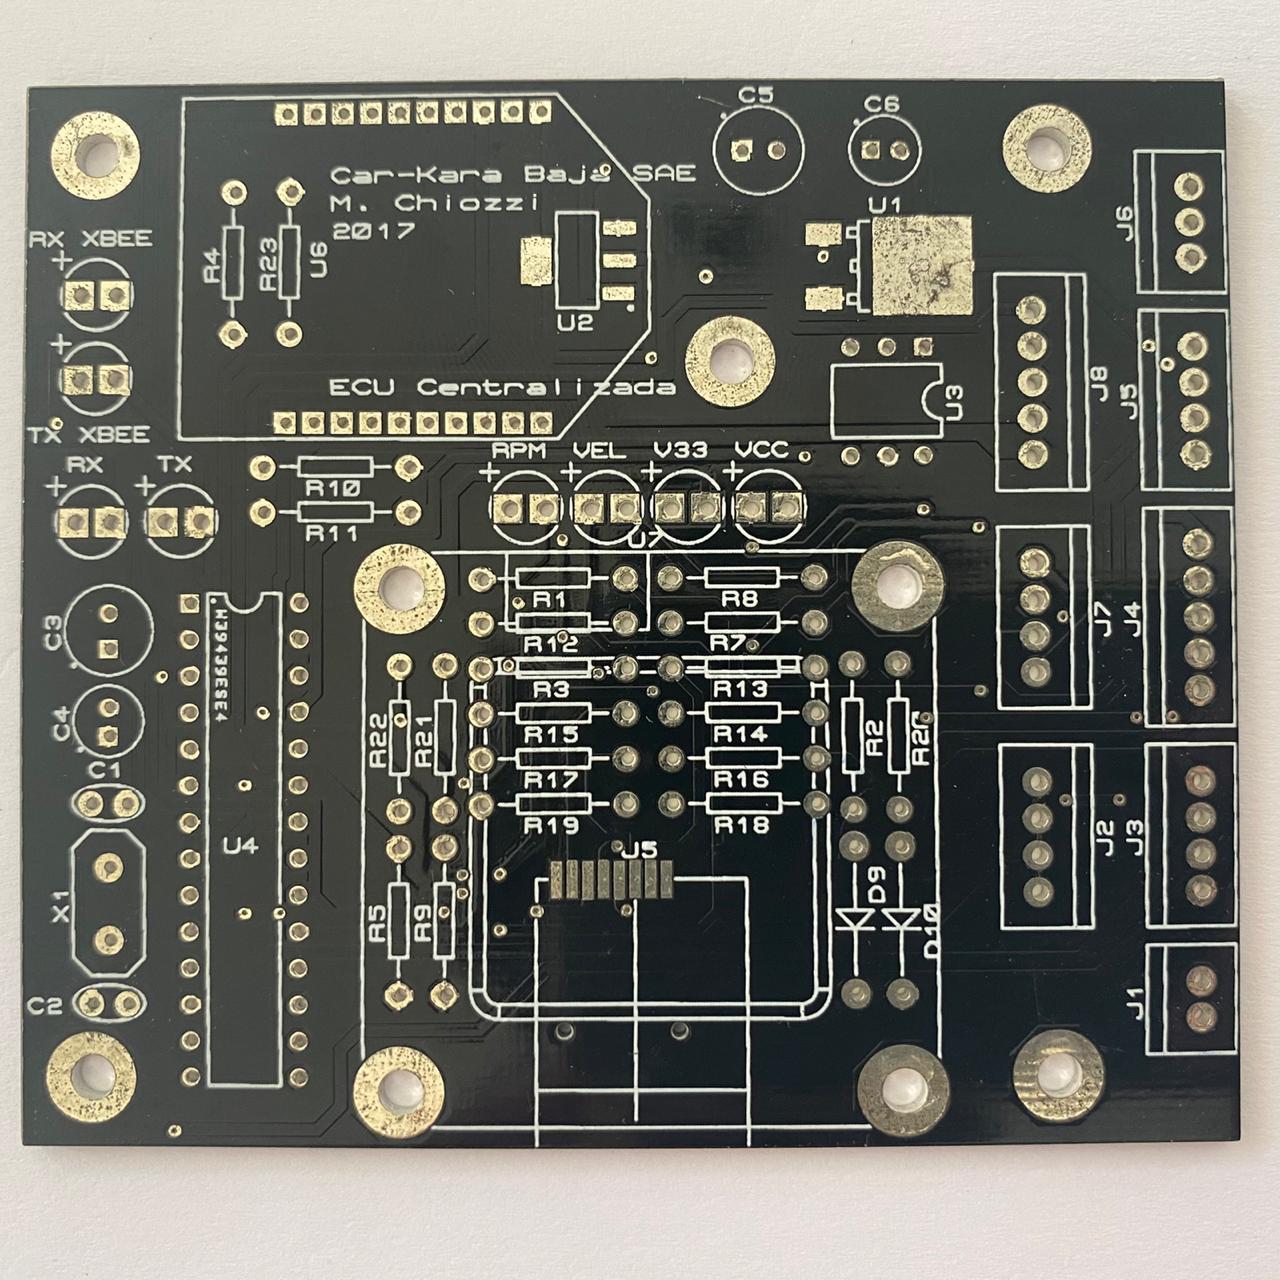 C5
C6
Car-Kara Baja SAE
M. Chiozzi
2017
U1
J6
RX XBEE
R4
R23
U6
U2
ECU Centralizada
U3
J8
J5
TX XBEE
RX
TX
R10
R11
RPM
VEL
V33
VCC
U7
R1
R8
R12
R7
R3
R13
R15
R14
R17
R16
R19
R18
C3
C4
C1
X1
C2
U4
R22
R21
R2
J7
J4
R5
R9
J5
D9
D10
J2
J3
J1